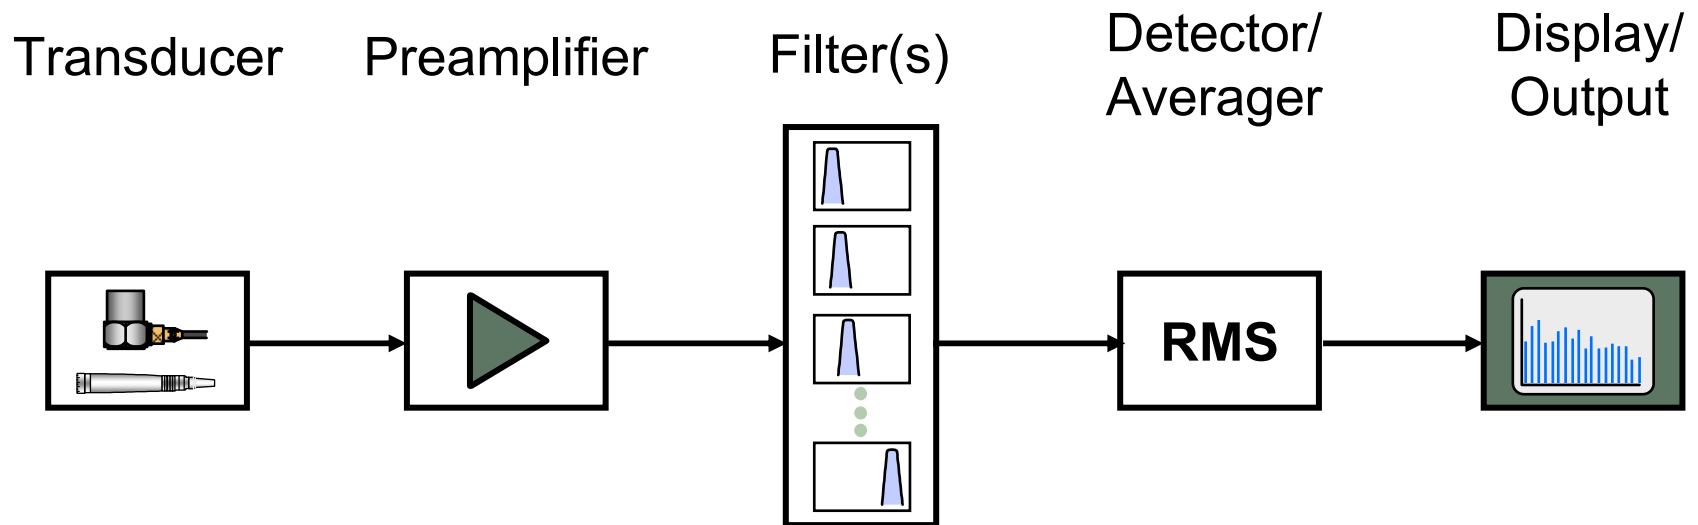 Transducer
Preamplifier
Filter(s)
Detector/
Averager
Display/
Output
RMS